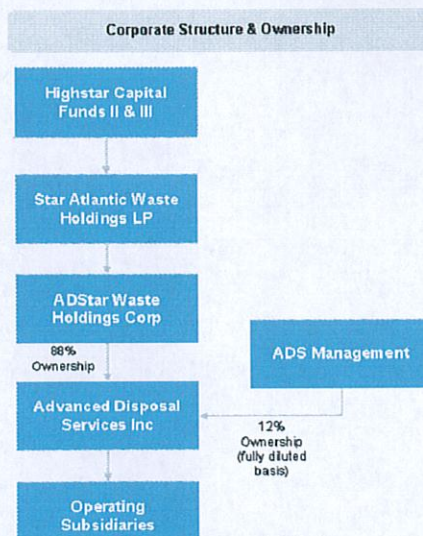 Corporate Structure & Ownership
Highstar Capital
Funds II & III
Star Atlantic Waste
Holdings LP
ADStar Waste
Holdings Corp
88%
Ownership
ADS Management
Advanced Disposal
Services Inc
12%
Ownership
(fully diluted
basis)
Operating
Subsidiaries